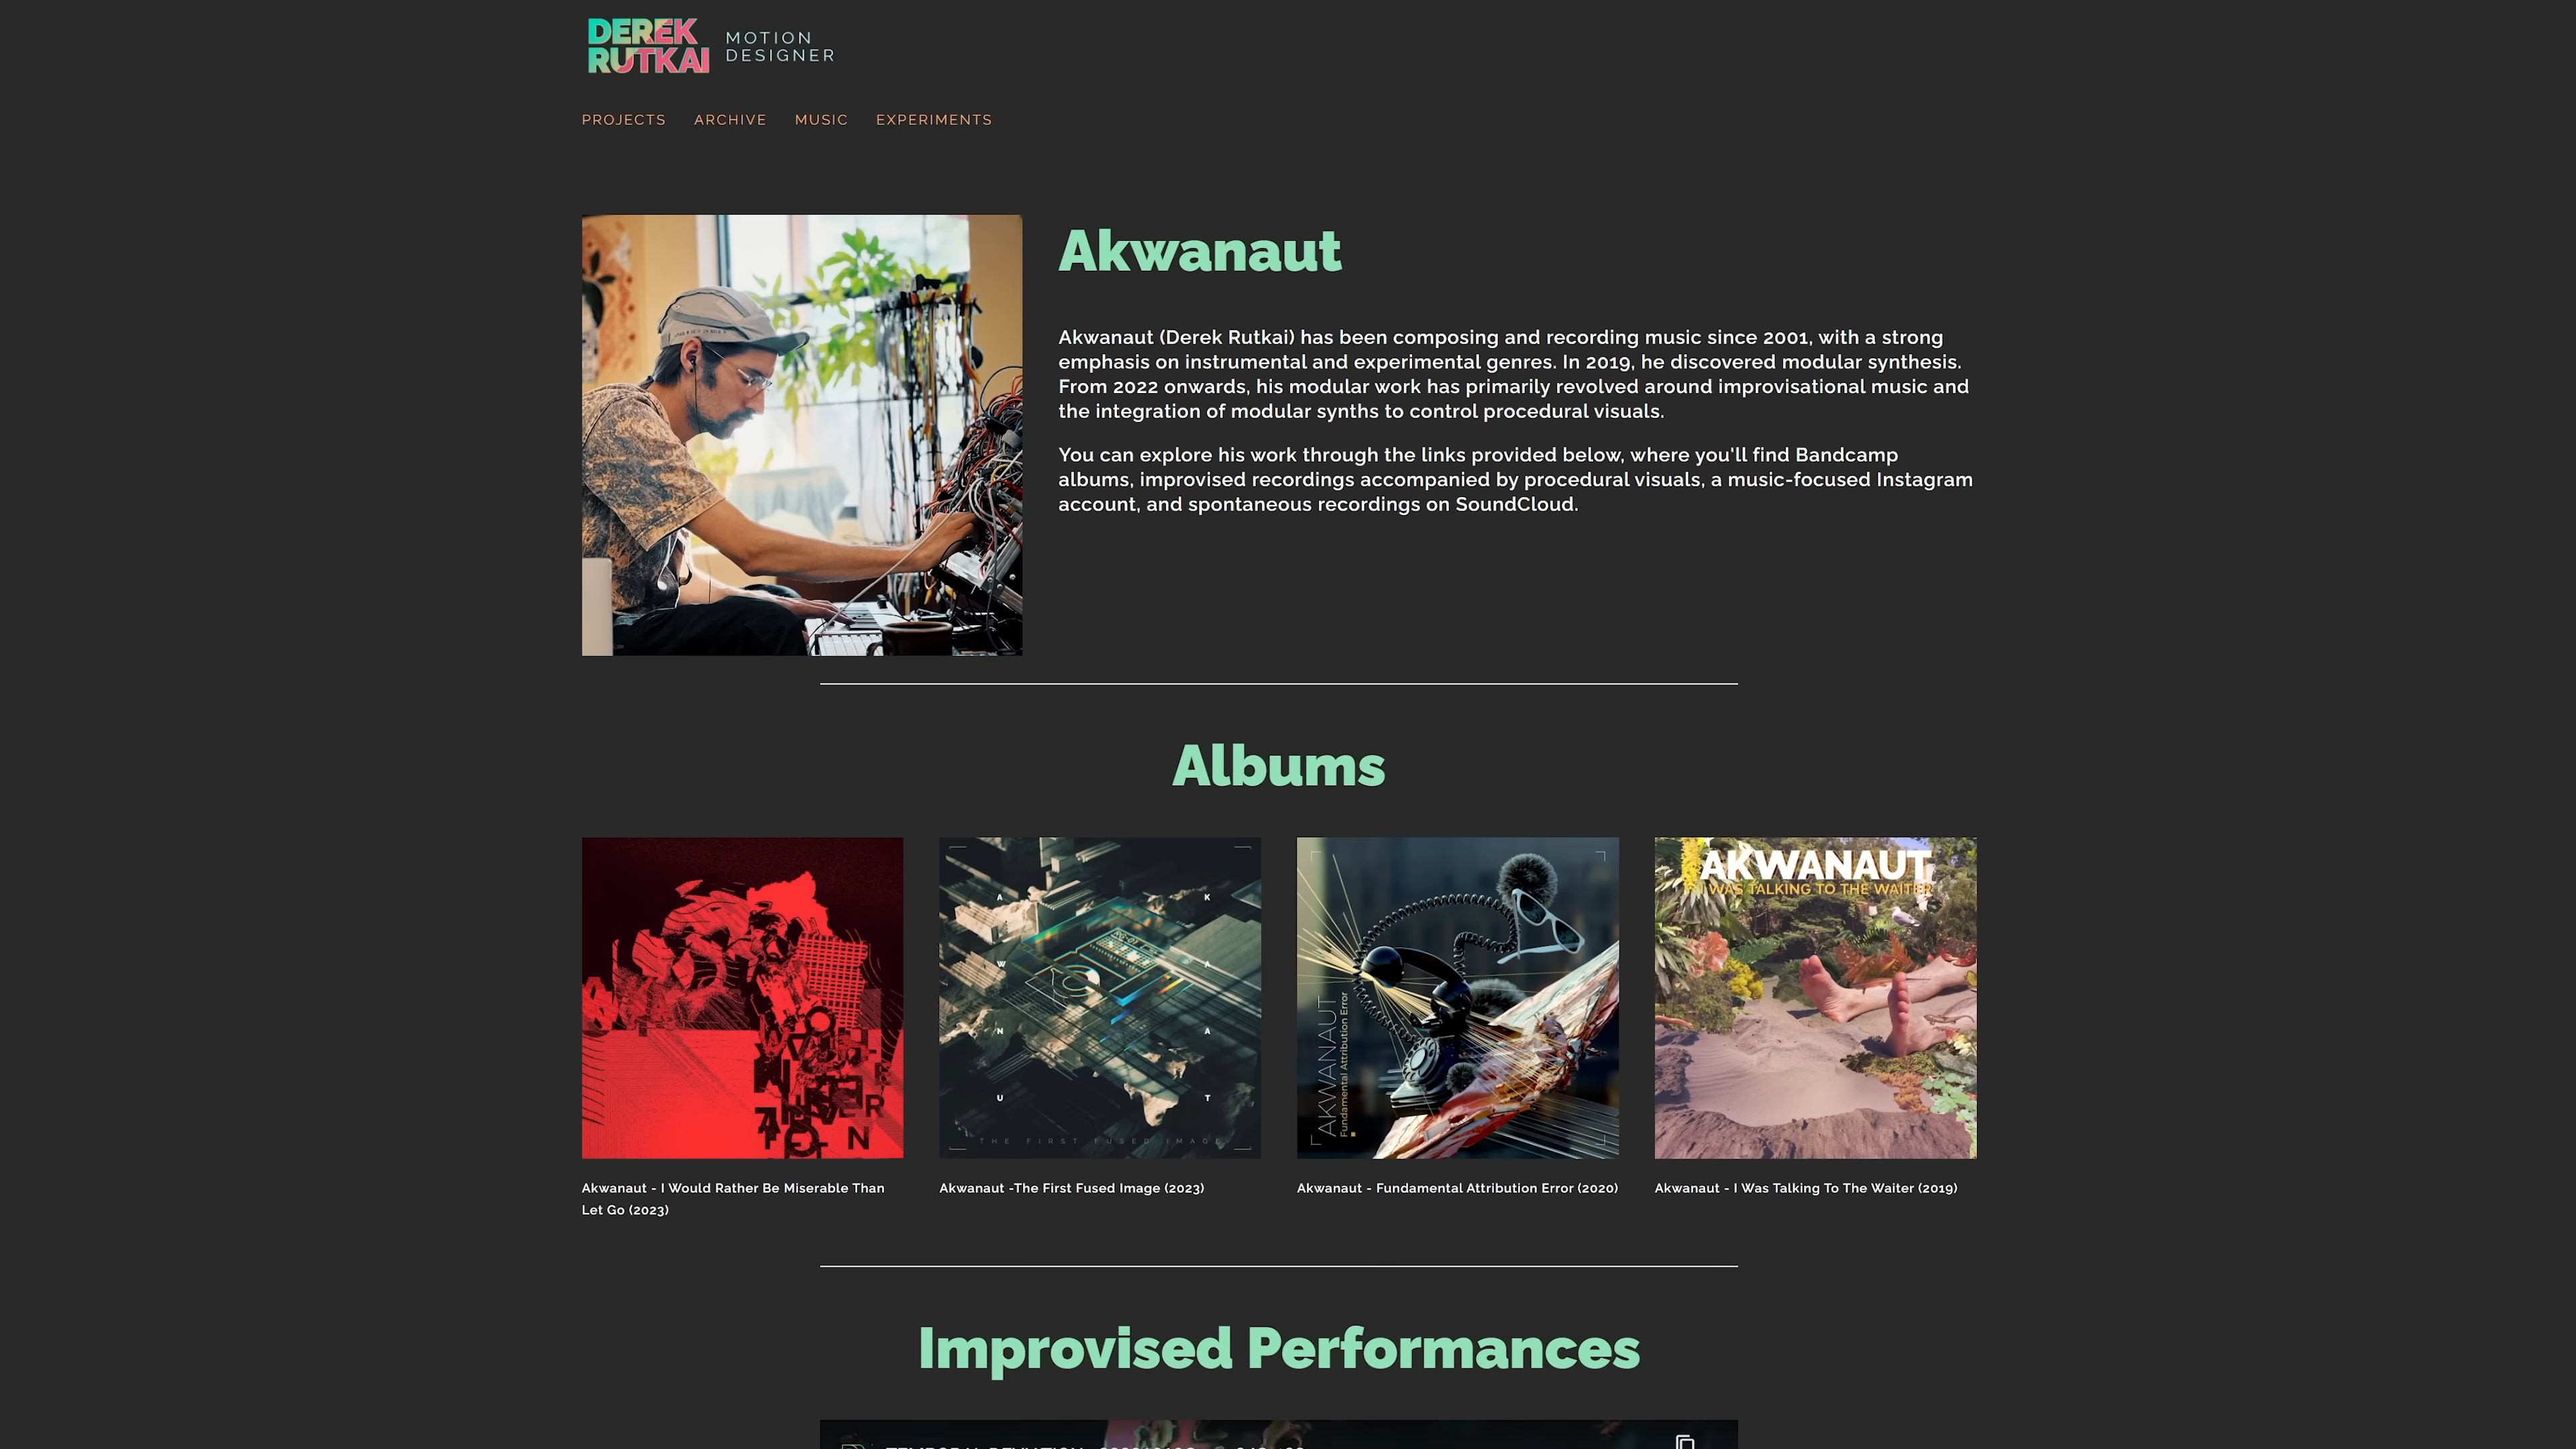 DEREK
RUTKAI
MOTION
DESIGNER
PROJECTS ARCHIVE MUSIC EXPERIMENTS
Akwanaut
Akwanaut (Derek Rutkai) has been composing and recording music since 2001, with a strong
emphasis on instrumental and experimental genres. In 2019, he discovered modular synthesis.
From 2022 onwards, his modular work has primarily revolved around improvisational music and
the integration of modular synths to control procedural visuals.
You can explore his work through the links provided below, where you'll find Bandcamp
albums, improvised recordings accompanied by procedural visuals, a music-focused Instagram
account, and spontaneous recordings on SoundCloud.
Albums
A K
W A
N A
U T
THE FIRST FUSED IMAGE
AKWANAUT
Fundamental Attribution Error
AKWANAUT
I WAS TALKING TO THE WAITER
Akwanaut - I Would Rather Be Miserable Than
Let Go (2023)
Akwanaut -The First Fused Image (2023)
Akwanaut - Fundamental Attribution Error (2020)
Akwanaut - I Was Talking To The Waiter (2019)
Improvised Performances